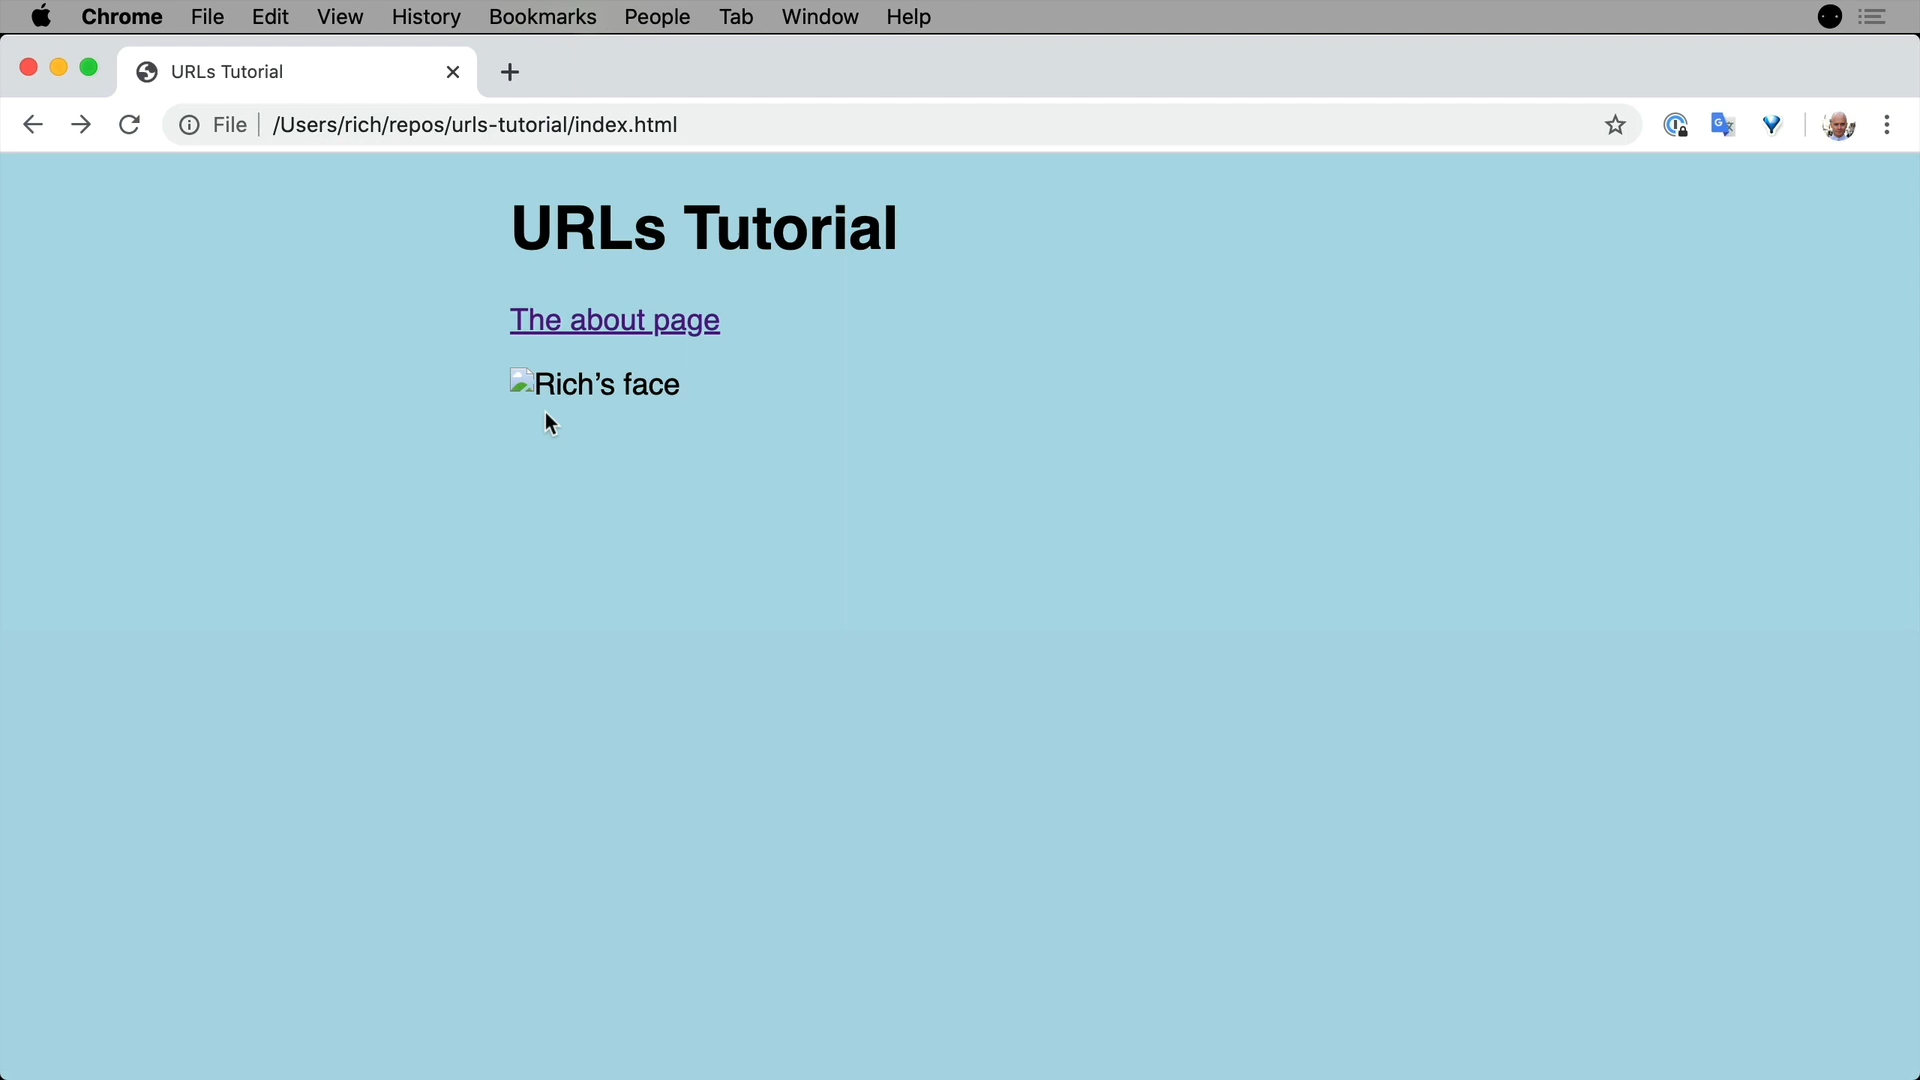 Chrome File Edit View History Bookmarks People Tab Window Help
URLs Tutorial
File /Users/rich/repos/urls-tutorial/index.html
URLs Tutorial
The about page
Rich’s face